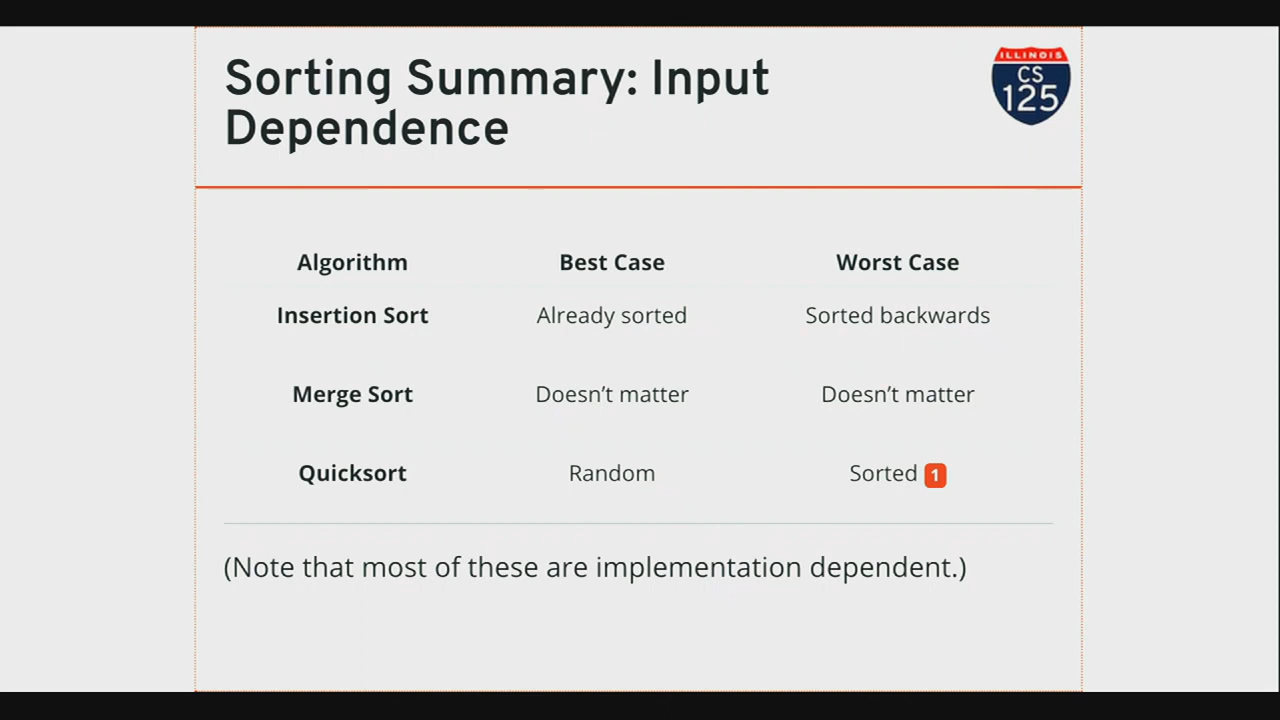 Sorting Summary: Input
Dependence
ILLINOIS
CS
125
Algorithm Best Case Worst Case
Insertion Sort Already sorted Sorted backwards
Merge Sort Doesn’t matter Doesn’t matter
Quicksort Random Sorted 1
(Note that most of these are implementation dependent.)